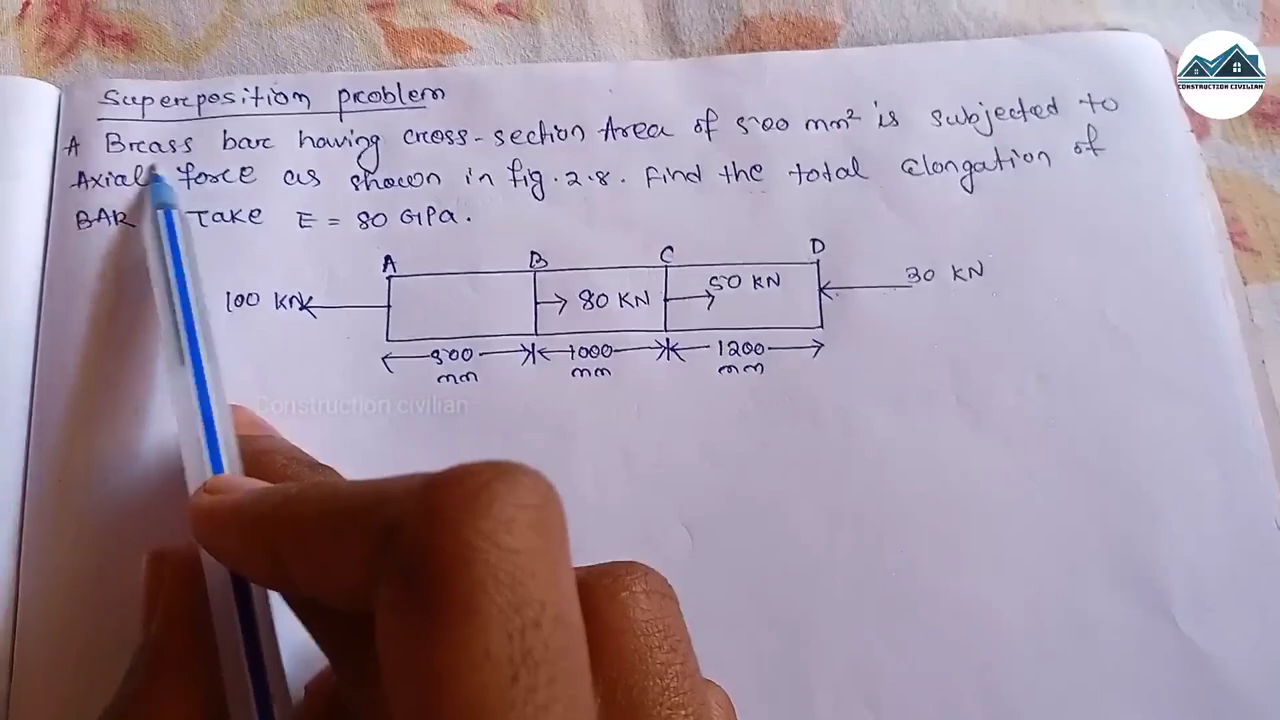 Superposition problem
A Brass bar having cross-section Area of 500 mm² is subjected to
Axial force as shown in fig. 2.8. Find the total Elongation of
BAR Take E = 80 GPa.
A B C D
100 KN 80 KN 50 KN 30 KN
1000 1200
mm mm mm
Construction civilian
CONSTRUCTION CIVILIAN